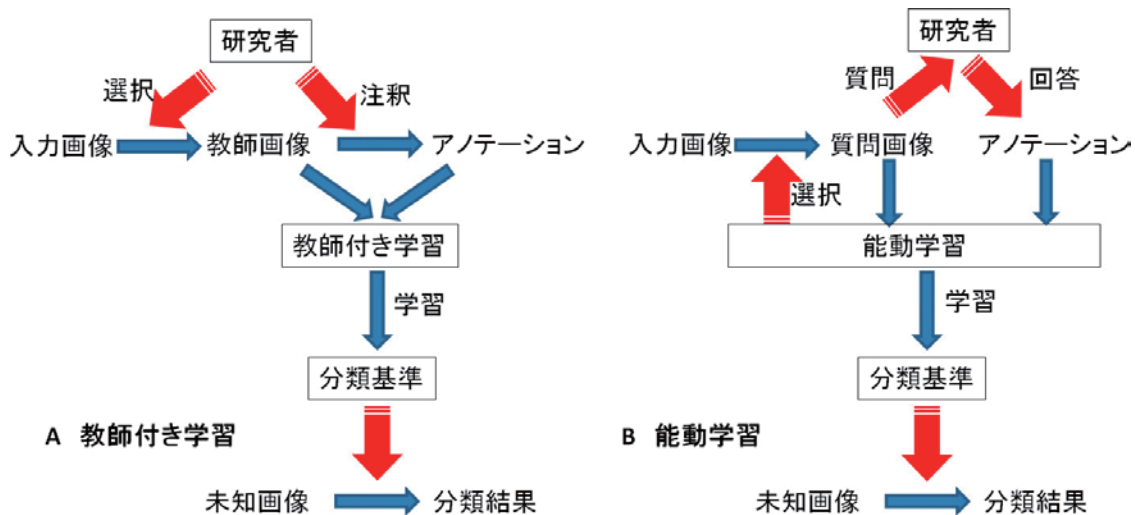 研究者
選択
注釈
入力画像
教師画像
アノテーション
教師付き学習
学習
分類基準
A 教師付き学習
未知画像
分類結果
研究者
質問
回答
入力画像
質問画像
アノテーション
選択
能動学習
学習
分類基準
B 能動学習
未知画像
分類結果